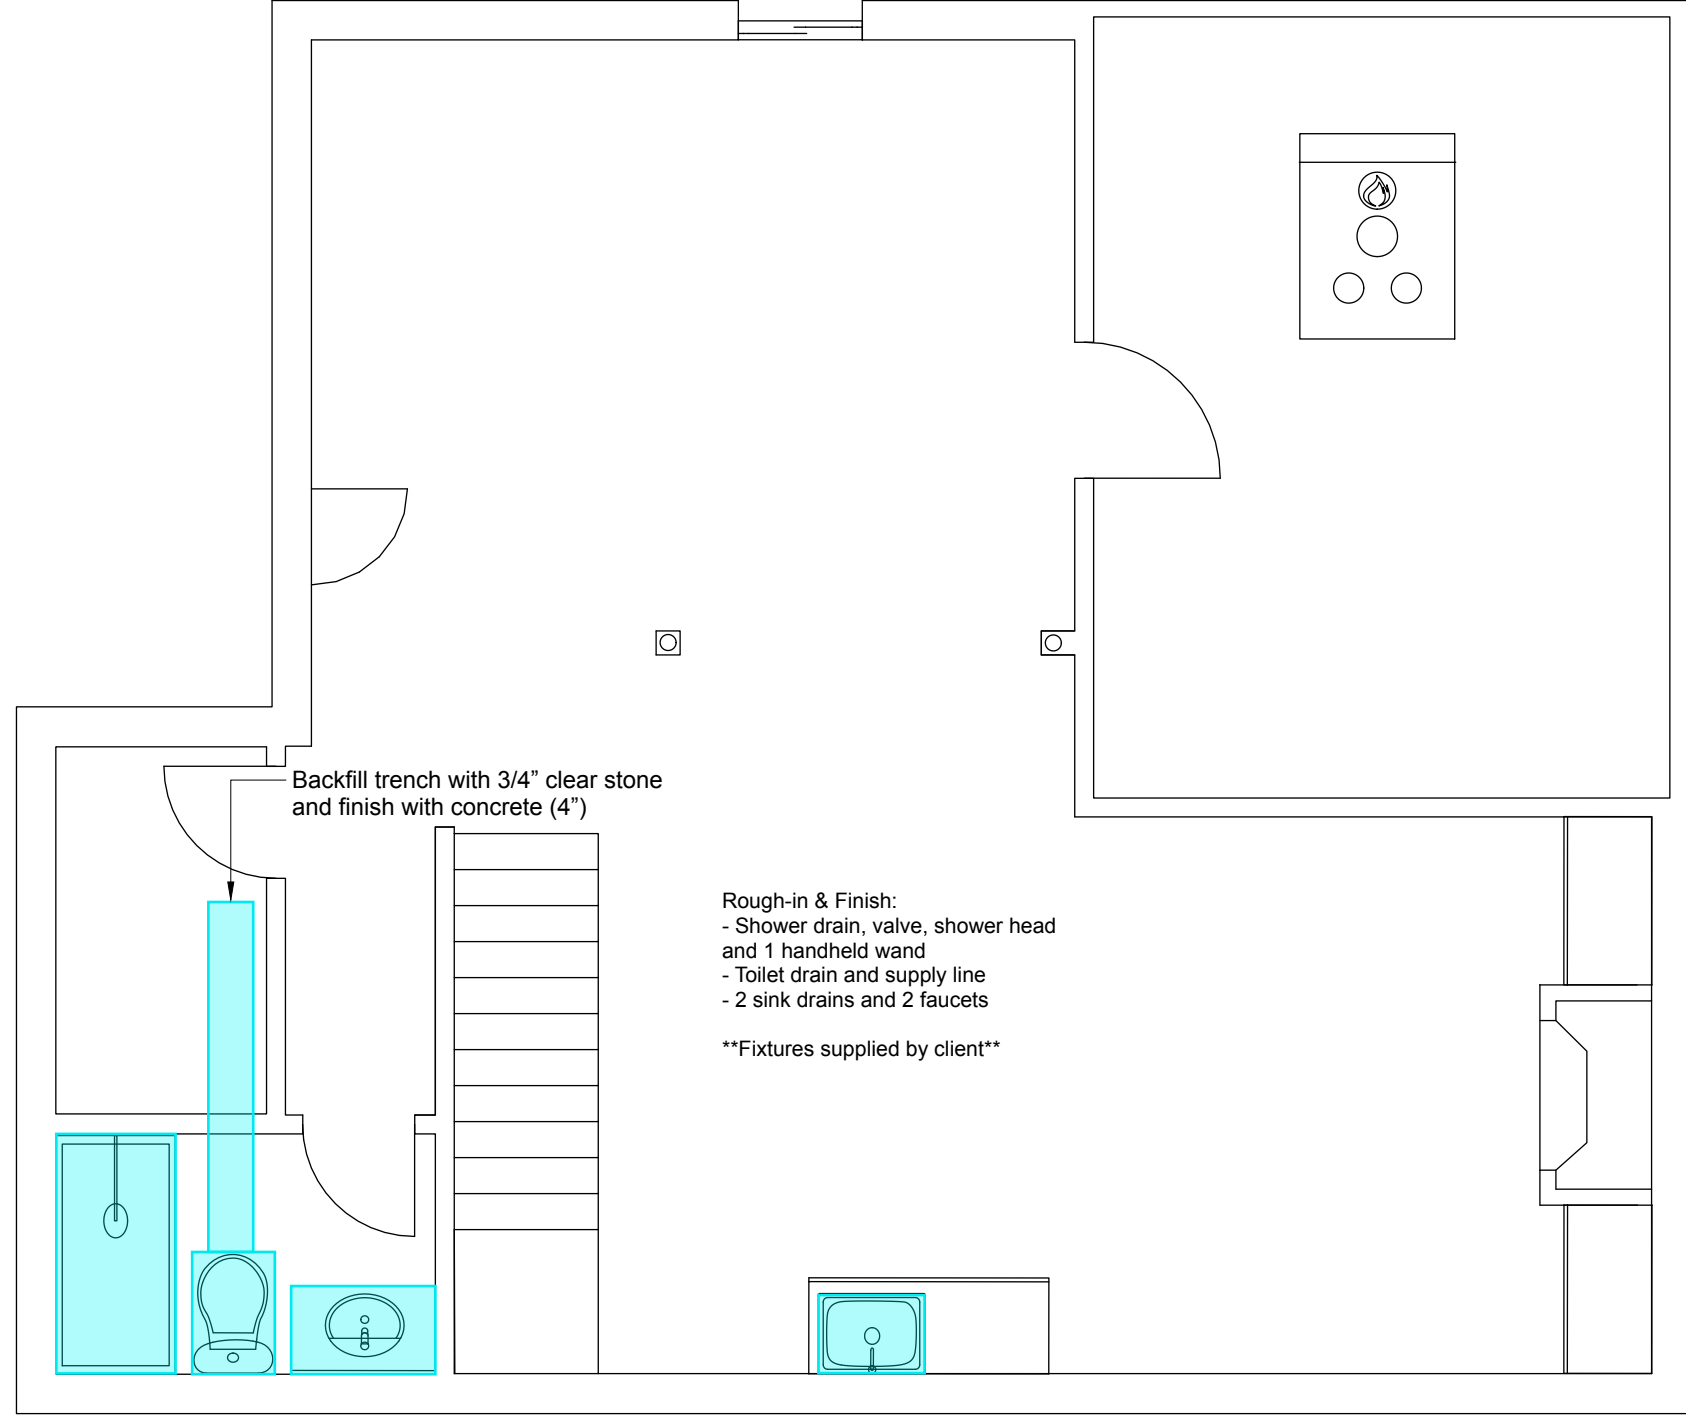 Backfill trench with 3/4” clear stone
and finish with concrete (4”)
Rough-in & Finish:
- Shower drain, valve, shower head
and 1 handheld wand
- Toilet drain and supply line
- 2 sink drains and 2 faucets
**Fixtures supplied by client**